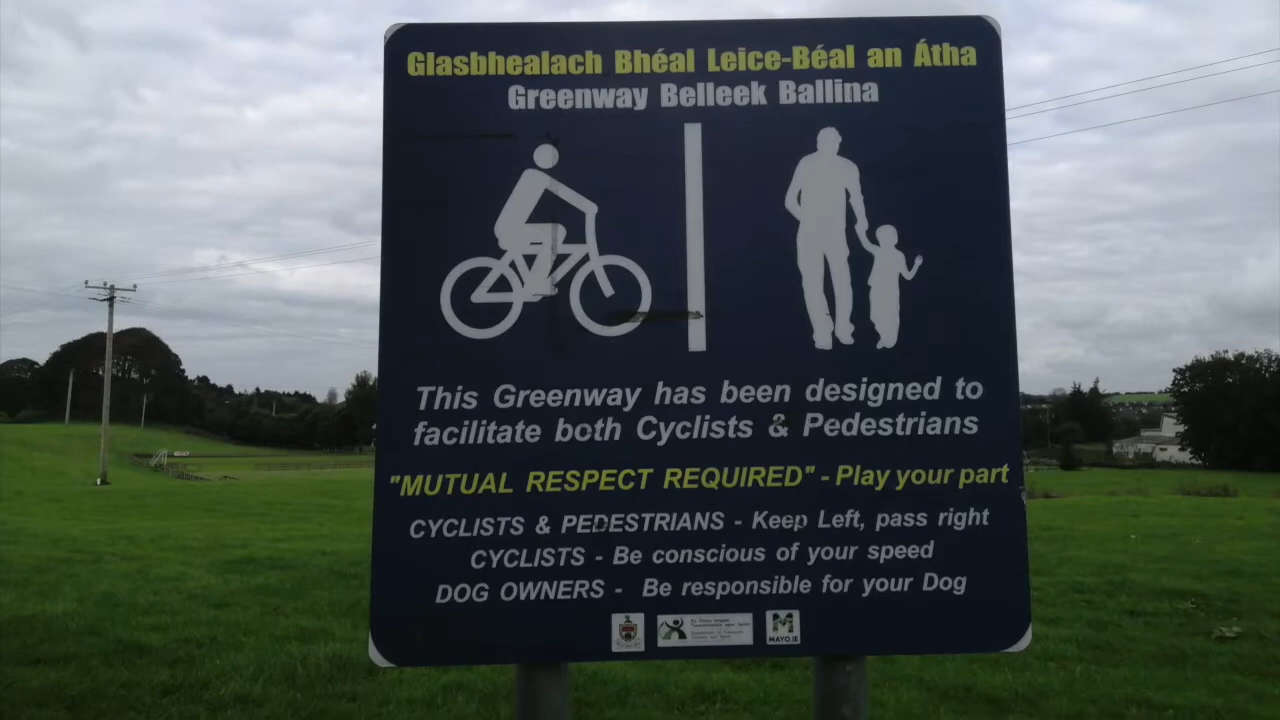 Glasbhealach Bhéal Leice-Béal an Átha
Greenway Belleek Ballina
This Greenway has been designed to
facilitate both Cyclists & Pedestrians
"MUTUAL RESPECT REQUIRED" - Play your part
CYCLISTS & PEDESTRIANS - Keep Left, pass right
CYCLISTS - Be conscious of your speed
DOG OWNERS - Be responsible for your Dog
MAYO.IE